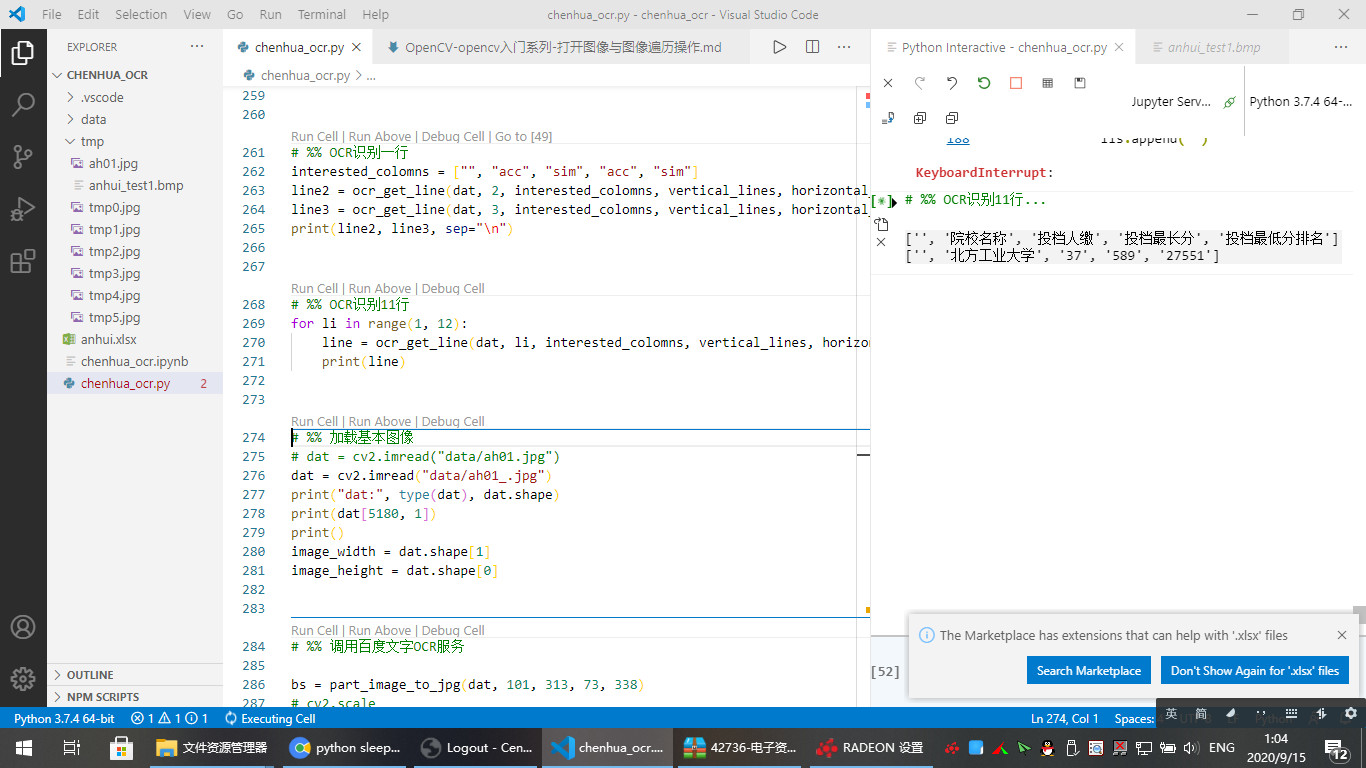 File Edit Selection View Go Run Terminal Help chenhua_ocr.py - chenhua_ocr - Visual Studio Code
EXPLORER
CHENHUA_OCR
.vscode
data
tmp
ah01.jpg
anhui_test1.bmp
tmp0.jpg
tmp1.jpg
tmp2.jpg
tmp3.jpg
tmp4.jpg
tmp5.jpg
anhui.xlsx
chenhua_ocr.ipynb
chenhua_ocr.py 2
OUTLINE
NPM SCRIPTS
chenhua_ocr.py OpenCV-opencv入门系列-打开图像与图像遍历操作.md
chenhua_ocr.py > ...
259
260
Run Cell | Run Above | Debug Cell | Go to [49]
261 # %% OCR识别一行
262 interested_colomns = ["", "acc", "sim", "acc", "sim"]
263 line2 = ocr_get_line(dat, 2, interested_colomns, vertical_lines, horizontal
264 line3 = ocr_get_line(dat, 3, interested_colomns, vertical_lines, horizontal
265 print(line2, line3, sep="\n")
266
267
Run Cell | Run Above | Debug Cell
268 # %% OCR识别11行
269 for li in range(1, 12):
270 line = ocr_get_line(dat, li, interested_colomns, vertical_lines, horizon
271 print(line)
272
273
Run Cell | Run Above | Debug Cell
274 # %% 加载基本图像
275 # dat = cv2.imread("data/ah01.jpg")
276 dat = cv2.imread("data/ah01_.jpg")
277 print("dat:", type(dat), dat.shape)
278 print(dat[5180, 1])
279 print()
280 image_width = dat.shape[1]
281 image_height = dat.shape[0]
282
283
Run Cell | Run Above | Debug Cell
284 # %% 调用百度文字OCR服务
285
286 bs = part_image_to_jpg(dat, 101, 313, 73, 338)
287 # cv2.scale
Python Interactive - chenhua_ocr.py anhui_test1.bmp
Jupyter Serv... Python 3.7.4 64-...
188 lis.append( )
KeyboardInterrupt:
[*] # %% OCR识别11行...
['', '院校名称', '投档人缴', '投档最长分', '投档最低分排名']
['', '北方工业大学', '37', '589', '27551']
The Marketplace has extensions that can help with '.xlsx' files
Search Marketplace Don't Show Again for '.xlsx' files
[52]
英 简
Python 3.7.4 64-bit 1 1 1 Executing Cell Ln 274, Col 1 Spaces:
文件资源管理器 python sleep... Logout - Cen... chenhua_ocr.... 42736-电子资... RADEON 设置 ENG 1:04
2020/9/15 12